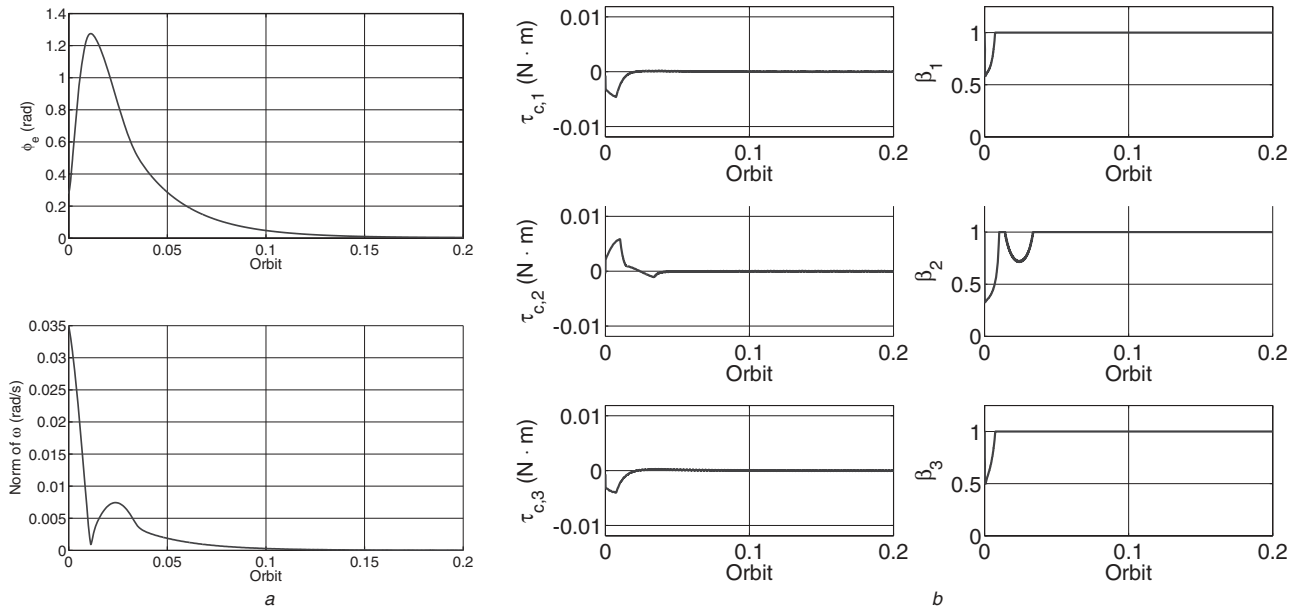 1.4
1.2
1
0.8
0.6
0.4
0.2
0
ϕe (rad)
0 0.05 0.1 0.15 0.2
Orbit
0.035
0.03
0.025
0.02
0.015
0.01
0.005
0
Norm of ω (rad/s)
0 0.05 0.1 0.15 0.2
Orbit
a
0.01
0
-0.01
τc,1 (N · m)
0 0.1 0.2
Orbit
1
0.5
0
β1
0 0.1 0.2
Orbit
0.01
0
-0.01
τc,2 (N · m)
0 0.1 0.2
Orbit
1
0.5
0
β2
0 0.1 0.2
Orbit
0.01
0
-0.01
τc,3 (N · m)
0 0.1 0.2
Orbit
1
0.5
0
β3
0 0.1 0.2
Orbit
b